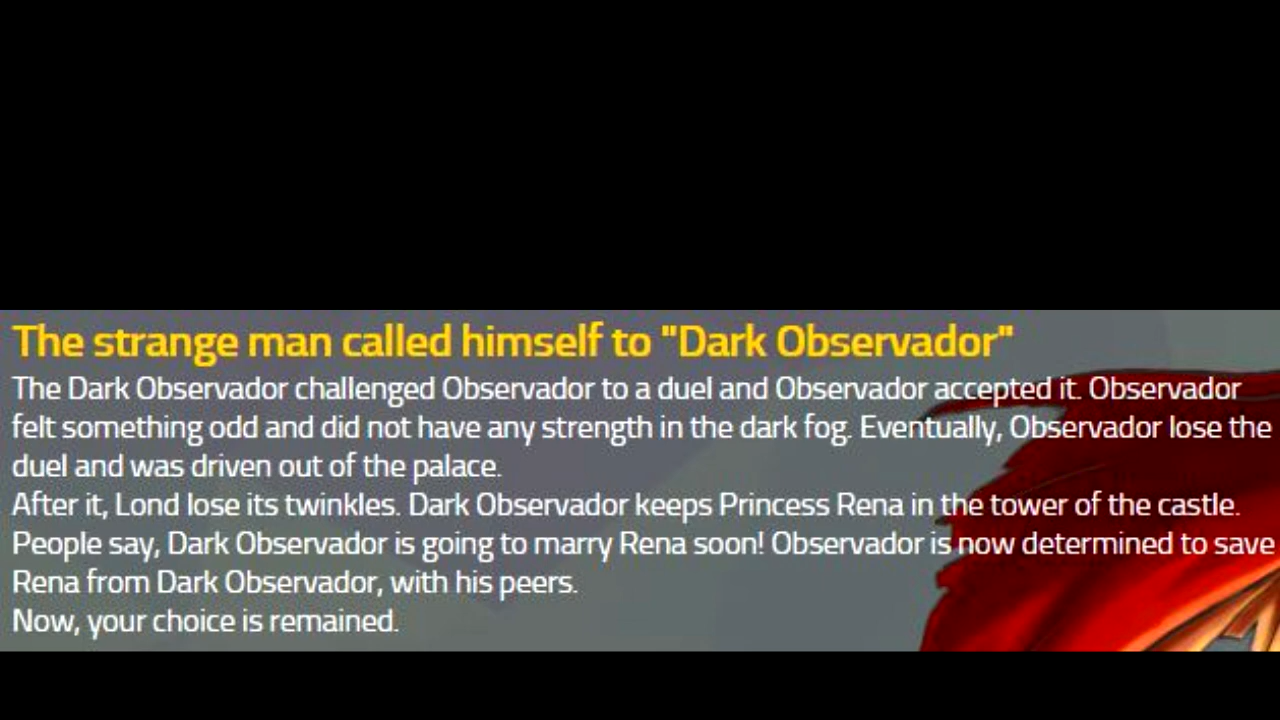 The strange man called himself to "Dark Observador"
The Dark Observador challenged Observador to a duel and Observador accepted it. Observador
felt something odd and did not have any strength in the dark fog. Eventually, Observador lose the
duel and was driven out of the palace.
After it, Lond lose its twinkles. Dark Observador keeps Princess Rena in the tower of the castle.
People say, Dark Observador is going to marry Rena soon! Observador is now determined to save
Rena from Dark Observador, with his peers.
Now, your choice is remained.